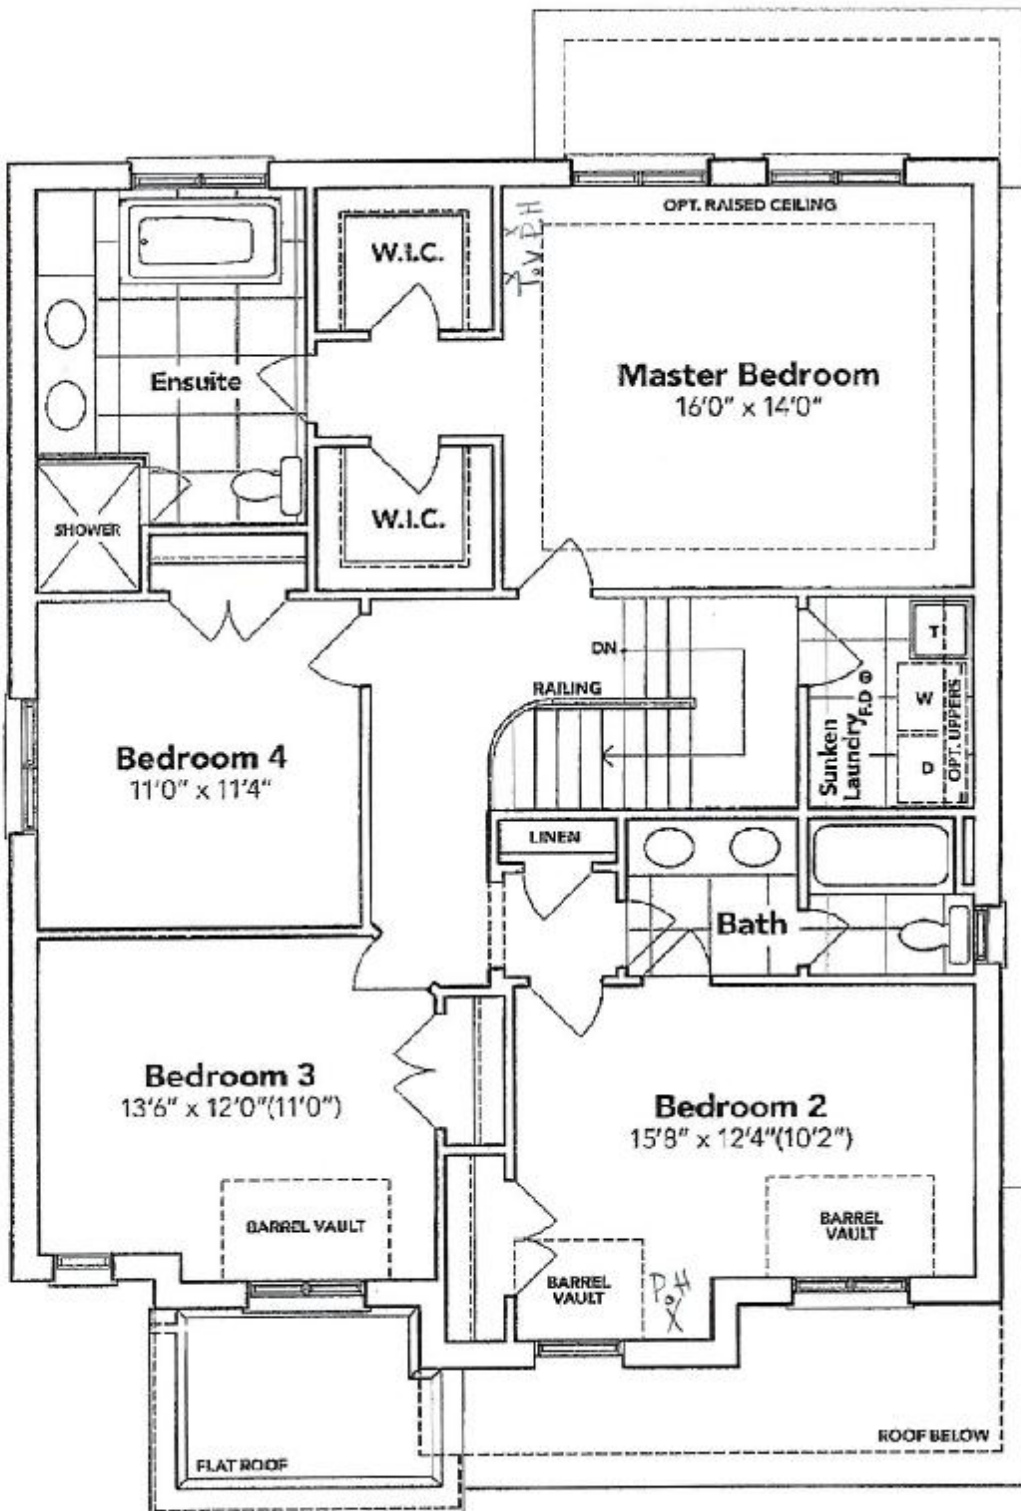 OPT. RAISED CEILING
P.H
T.V
W.I.C.
Master Bedroom
16'0" x 14'0"
Ensuite
W.I.C.
SHOWER
DN
RAILING
T
W
D
OPT. UPPERS
F.D
Sunken
Laundry
Bedroom 4
11'0" x 11'4"
LINEN
Bath
Bedroom 3
13'6" x 12'0"(11'0")
Bedroom 2
15'8" x 12'4"(10'2")
BARREL VAULT
BARREL
VAULT
BARREL
VAULT
P.H
X
ROOF BELOW
FLAT ROOF